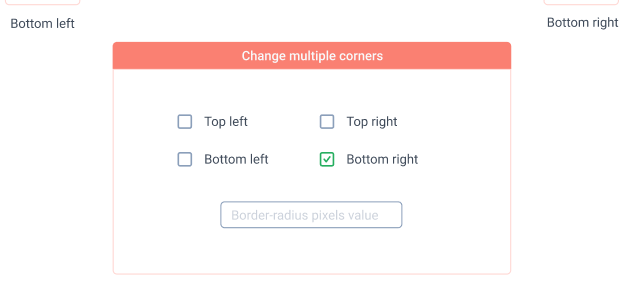 Bottom left
Bottom right
Change multiple corners
Top left
Top right
Bottom left
Bottom right
Border-radius pixels value